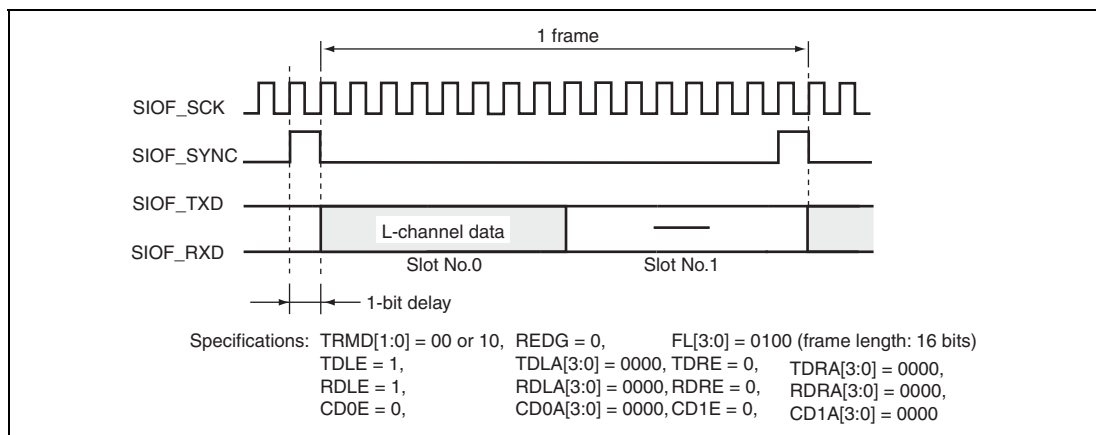 1 frame
SIOF_SCK
SIOF_SYNC
SIOF_TXD
L-channel data
SIOF_RXD
Slot No.0 Slot No.1
1-bit delay
Specifications: TRMD[1:0] = 00 or 10, REDG = 0, FL[3:0] = 0100 (frame length: 16 bits)
TDLE = 1, TDLA[3:0] = 0000, TDRE = 0, TDRA[3:0] = 0000,
RDLE = 1, RDLA[3:0] = 0000, RDRE = 0, RDRA[3:0] = 0000,
CD0E = 0, CD0A[3:0] = 0000, CD1E = 0, CD1A[3:0] = 0000